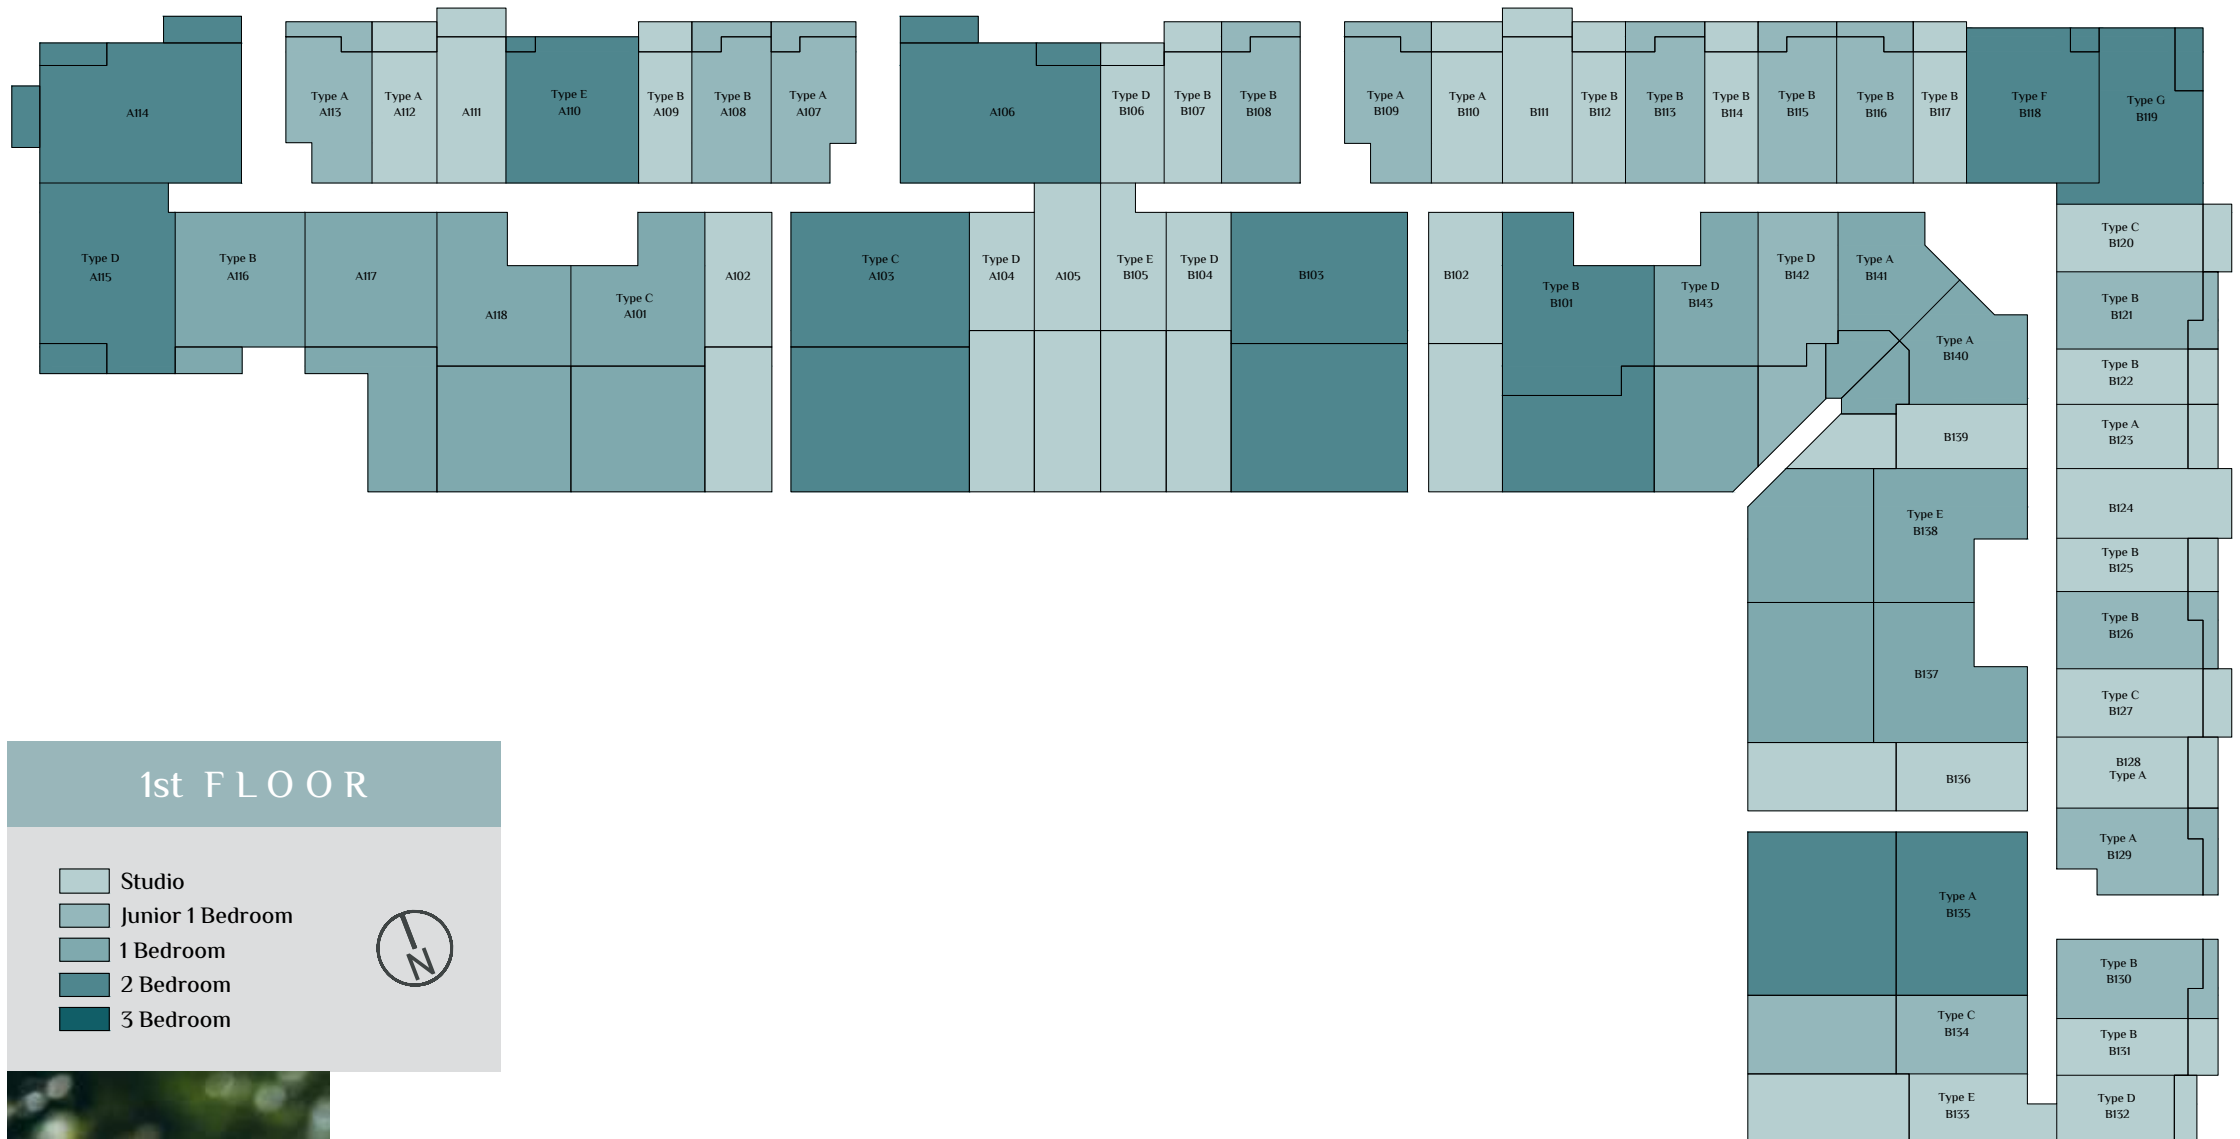 A114
Type A
A113
Type A
A112
A111
Type E
A110
Type B
A109
Type B
A108
Type A
A107
A106
Type D
B106
Type B
B107
Type B
B108
Type A
B109
Type A
B110
B111
Type B
B112
Type B
B113
Type B
B114
Type B
B115
Type B
B116
Type B
B117
Type F
B118
Type G
B119
Type D
A115
Type B
A116
A117
A118
Type C
A101
A102
Type C
A103
Type D
A104
A105
Type E
B105
Type D
B104
B103
B102
Type B
B101
Type D
B143
Type D
B142
Type A
B141
Type A
B140
B139
Type E
B138
B137
B136
Type A
B135
Type C
B134
Type E
B133
Type C
B120
Type B
B121
Type B
B122
Type A
B123
B124
Type B
B125
Type B
B126
Type C
B127
B128
Type A
Type A
B129
Type B
B130
Type B
B131
Type D
B132
1st FLOOR
Studio
Junior 1 Bedroom
1 Bedroom
2 Bedroom
3 Bedroom
N